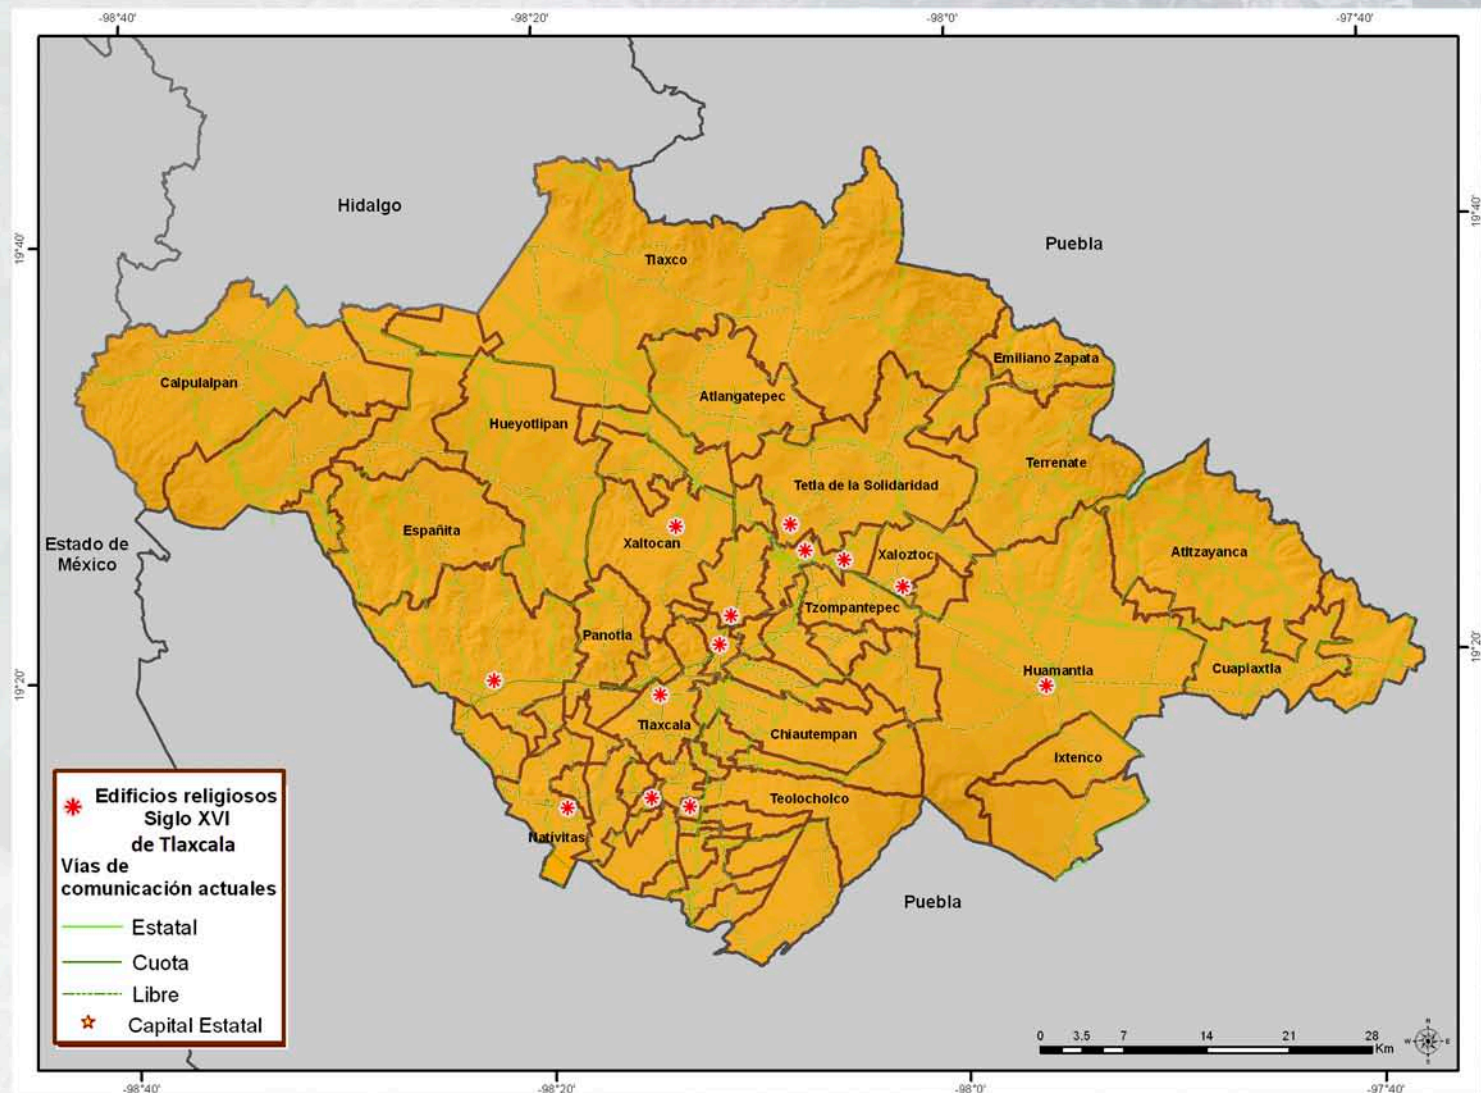 -98°40'
-98°20'
-98°0'
-97°40'
19°40'
19°40'
Hidalgo
Puebla
Tlaxco
Emiliano Zapata
Calpulalpan
Atlangatepec
Hueyotlipan
Terrenate
Tetla de la Solidaridad
Españita
Xaltocan
Xaloztoc
Atltzayanca
Estado de
México
Tzompantepec
Panotla
19°20'
19°20'
Huamantla
Cuapiaxtla
Tlaxcala
Chiautempan
Ixtenco
Teolocholco
Nativitas
Puebla
Edificios religiosos
Siglo XVI
de Tlaxcala
Vías de
comunicación actuales
Estatal
Cuota
Libre
Capital Estatal
0 3.5 7 14 21 28
Km
N
W E
S
-98°40'
-98°20'
-98°0'
-97°40'